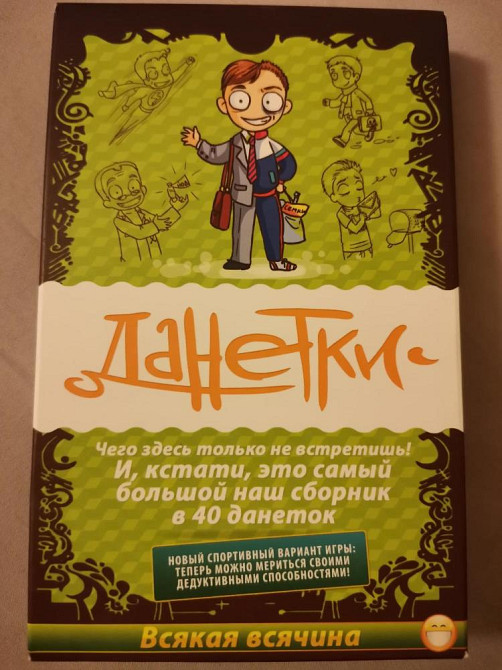 Семки
Данетки
Чего здесь только не встретишь!
И, кстати, это самый
большой наш сборник
в 40 данеток
НОВЫЙ СПОРТИВНЫЙ ВАРИАНТ ИГРЫ:
ТЕПЕРЬ МОЖНО МЕРИТЬСЯ СВОИМИ
ДЕДУКТИВНЫМИ СПОСОБНОСТЯМИ!
Всякая всячина